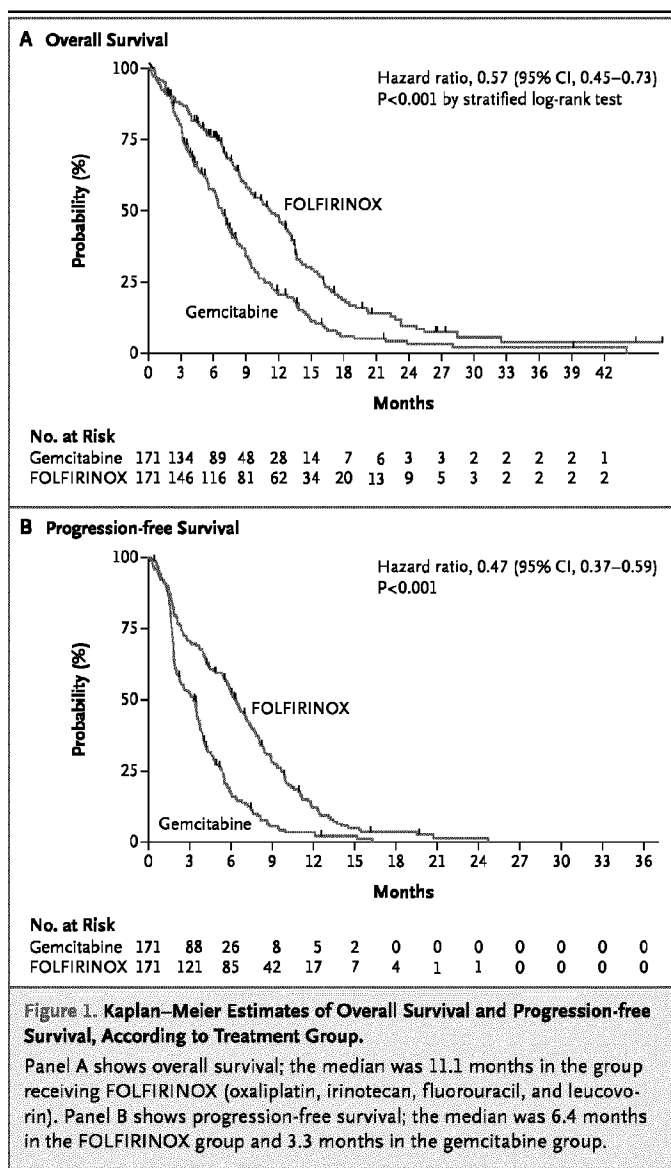 A Overall Survival
100
75
50
25
0
Probability (%)
Hazard ratio, 0.57 (95% CI, 0.45–0.73)
P<0.001 by stratified log-rank test
FOLFIRINOX
Gemcitabine
0 3 6 9 12 15 18 21 24 27 30 33 36 39 42
Months
No. at Risk
Gemcitabine 171 134 89 48 28 14 7 6 3 3 2 2 2 2 1
FOLFIRINOX 171 146 116 81 62 34 20 13 9 5 3 2 2 2 2
B Progression-free Survival
100
75
50
25
0
Probability (%)
Hazard ratio, 0.47 (95% CI, 0.37–0.59)
P<0.001
FOLFIRINOX
Gemcitabine
0 3 6 9 12 15 18 21 24 27 30 33 36
Months
No. at Risk
Gemcitabine 171 88 26 8 5 2 0 0 0 0 0 0 0
FOLFIRINOX 171 121 85 42 17 7 4 1 1 0 0 0 0
Figure 1. Kaplan–Meier Estimates of Overall Survival and Progression-free
Survival, According to Treatment Group.
Panel A shows overall survival; the median was 11.1 months in the group
receiving FOLFIRINOX (oxaliplatin, irinotecan, fluorouracil, and leucovo-
rin). Panel B shows progression-free survival; the median was 6.4 months
in the FOLFIRINOX group and 3.3 months in the gemcitabine group.